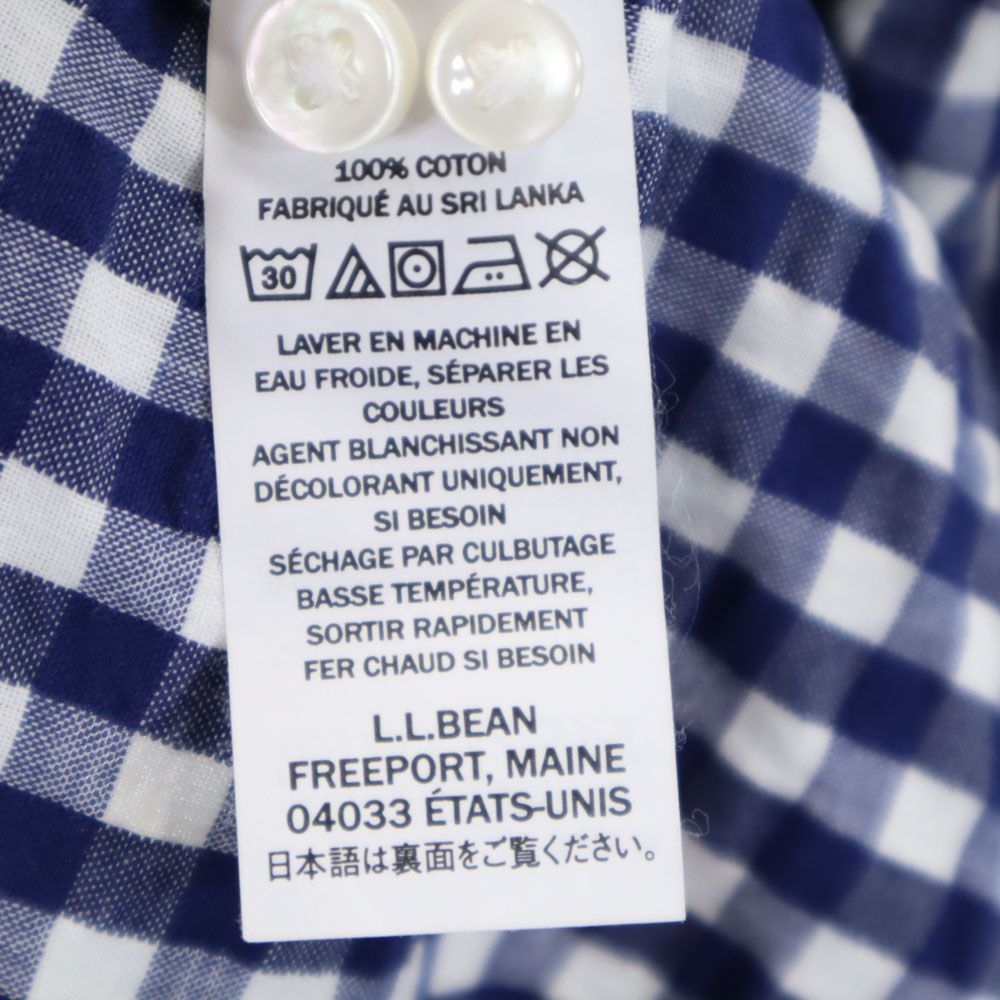 100% COTON
FABRIQUÉ AU SRI LANKA
30
LAVER EN MACHINE EN
EAU FROIDE, SÉPARER LES
COULEURS
AGENT BLANCHISSANT NON
DÉCOLORANT UNIQUEMENT,
SI BESOIN
SÉCHAGE PAR CULBUTAGE
BASSE TEMPÉRATURE,
SORTIR RAPIDEMENT
FER CHAUD SI BESOIN
L.L.BEAN
FREEPORT, MAINE
04033 ÉTATS-UNIS
日本語は裏面をご覧ください。